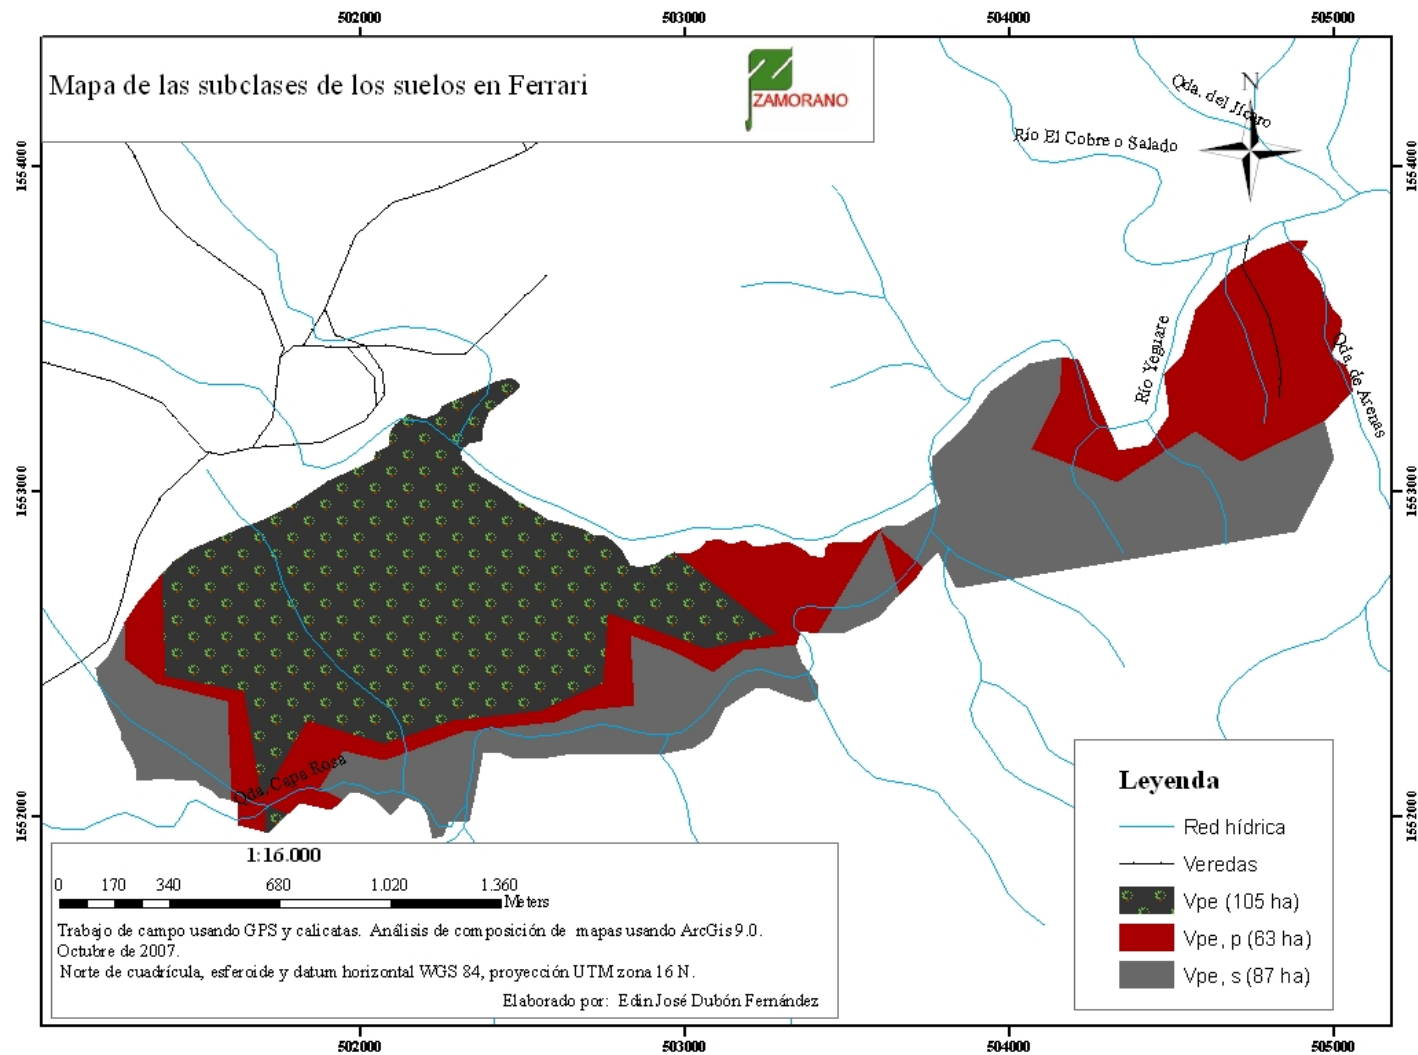 502000 503000 504000 505000
Mapa de las subclases de los suelos en Ferrari
ZAMORANO
N
Qda. del Jícaro
Río El Cobre o Salado
1554000 1554000
Río Yeguare
Qda. de Arenas
1553000 1553000
Qda. Capa Rosa
1552000 1552000
Leyenda
Red hídrica
Veredas
Vpe (105 ha)
Vpe, p (63 ha)
Vpe, s (87 ha)
1:16.000
0 170 340 680 1.020 1.360
Meters
Trabajo de campo usando GPS y calicatas. Análisis de composición de mapas usando ArcGis 9.0.
Octubre de 2007.
Norte de cuadrícula, esferoide y datum horizontal WGS 84, proyección UTM zona 16 N.
Elaborado por: Edin José Dubón Fernández
502000 503000 504000 505000